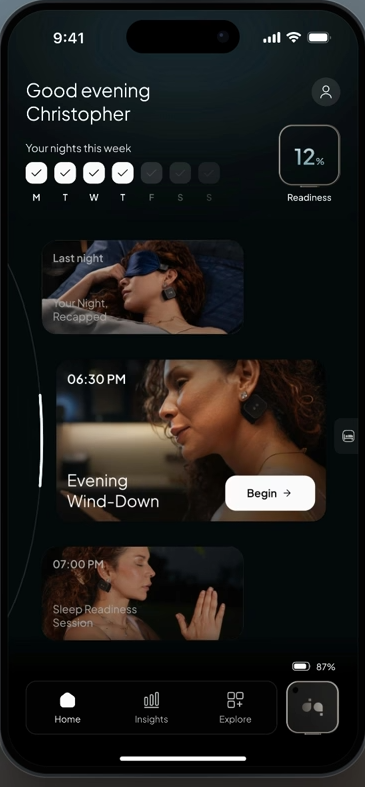 9:41
Good evening
Christopher
Your nights this week
M T W T F S S
12%
Readiness
Last night
Your Night,
Recapped
06:30 PM
Evening
Wind-Down
Begin →
07:00 PM
Sleep Readiness
Session
87%
Home
Insights
Explore